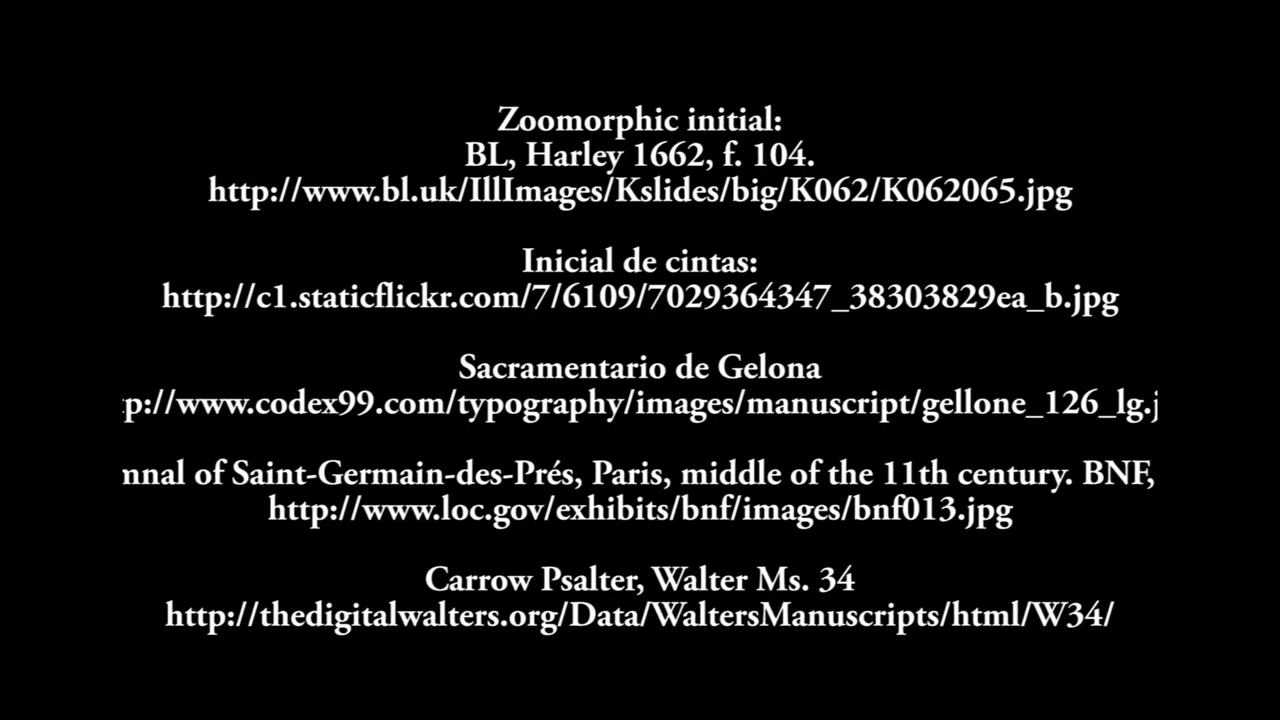 Zoomorphic initial:
BL, Harley 1662, f. 104.
http://www.bl.uk/IllImages/Kslides/big/K062/K062065.jpg
Inicial de cintas:
http://c1.staticflickr.com/7/6109/7029364347_38303829ea_b.jpg
Sacramentario de Gelona
p://www.codex99.com/typography/images/manuscript/gellone_126_lg.j
nnal of Saint-Germain-des-Prés, Paris, middle of the 11th century. BNF,
http://www.loc.gov/exhibits/bnf/images/bnf013.jpg
Carrow Psalter, Walter Ms. 34
http://thedigitalwalters.org/Data/WaltersManuscripts/html/W34/